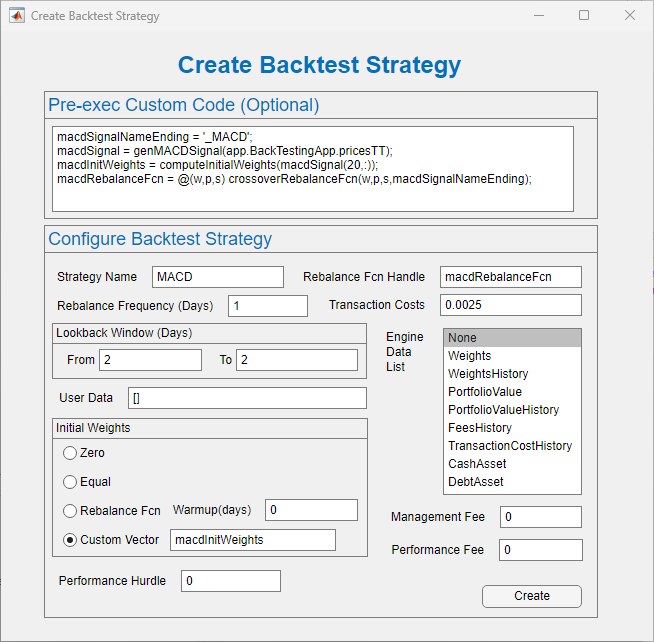 Create Backtest Strategy
Create Backtest Strategy
Pre-exec Custom Code (Optional)
macdSignalNameEnding = '_MACD';
macdSignal = genMACDSignal(app.BackTestingApp.pricesTT);
macdInitWeights = computeInitialWeights(macdSignal(20,:));
macdRebalanceFcn = @(w,p,s) crossoverRebalanceFcn(w,p,s,macdSignalNameEnding);
Configure Backtest Strategy
Strategy Name MACD Rebalance Fcn Handle macdRebalanceFcn
Rebalance Frequency (Days) 1 Transaction Costs 0.0025
Lookback Window (Days)
From 2 To 2
User Data []
Initial Weights
Zero
Equal
Rebalance Fcn Warmup(days) 0
Custom Vector macdInitWeights
Performance Hurdle 0
Engine
Data
List
None
Weights
WeightsHistory
PortfolioValue
PortfolioValueHistory
FeesHistory
TransactionCostHistory
CashAsset
DebtAsset
Management Fee 0
Performance Fee 0
Create